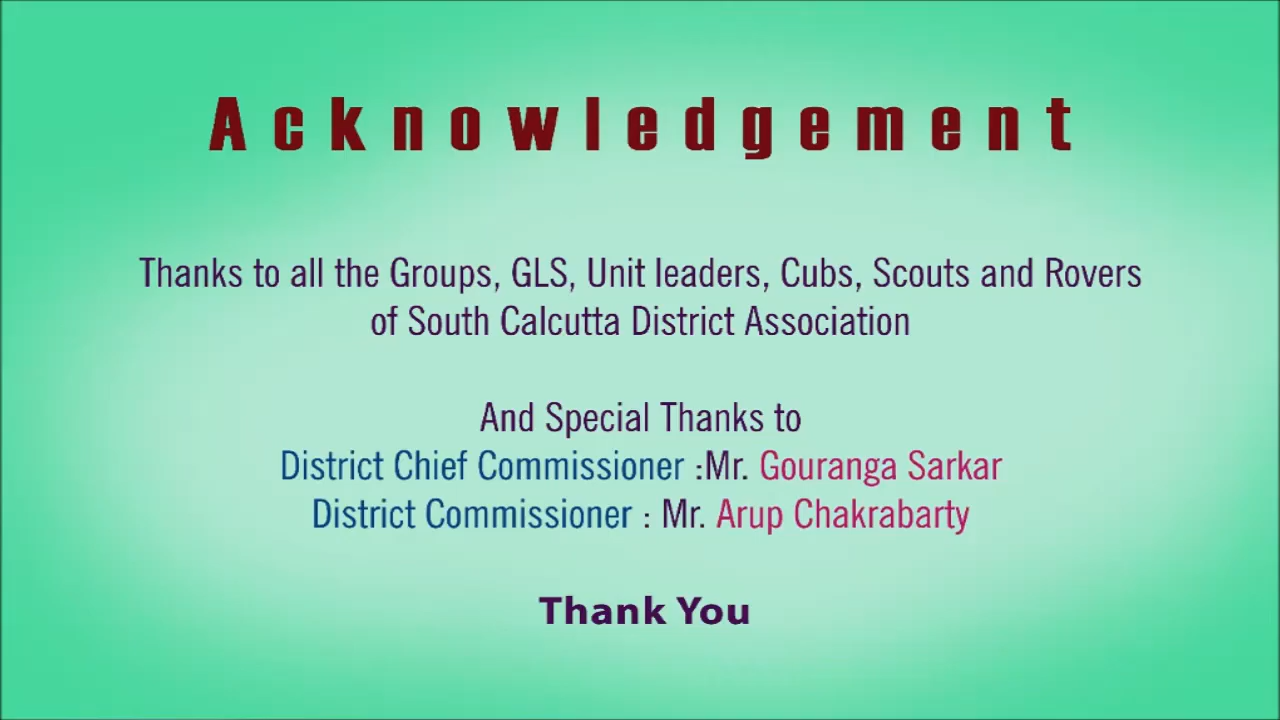 Acknowledgement
Thanks to all the Groups, GLS, Unit leaders, Cubs, Scouts and Rovers
of South Calcutta District Association
And Special Thanks to
District Chief Commissioner :Mr. Gouranga Sarkar
District Commissioner : Mr. Arup Chakrabarty
Thank You